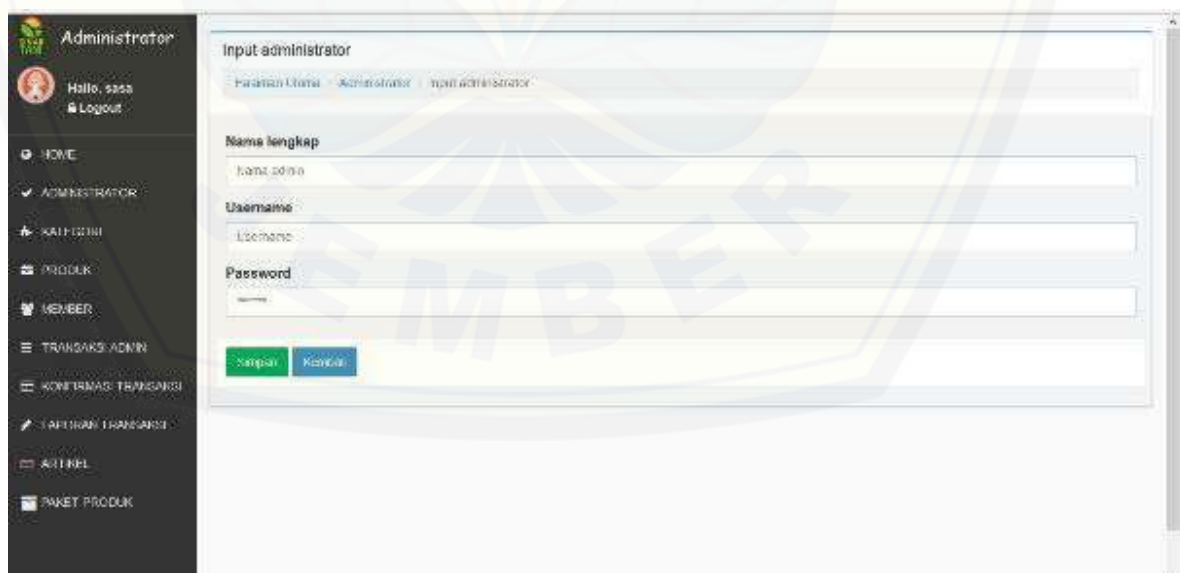 Administrator
Hallo, sasa
Logout
HOME
ADMINISTRATOR
KATEGORI
PRODUK
MEMBER
TRANSAKSI ADMIN
KONFIRMASI TRANSAKSI
LAPORAN TRANSAKSI
ARTIKEL
PAKET PRODUK
Input administrator
Halaman Utama Administrator Input administrator
Nama lengkap
Nama admin
Username
Username
Password
Simpan Kembali
EMBER